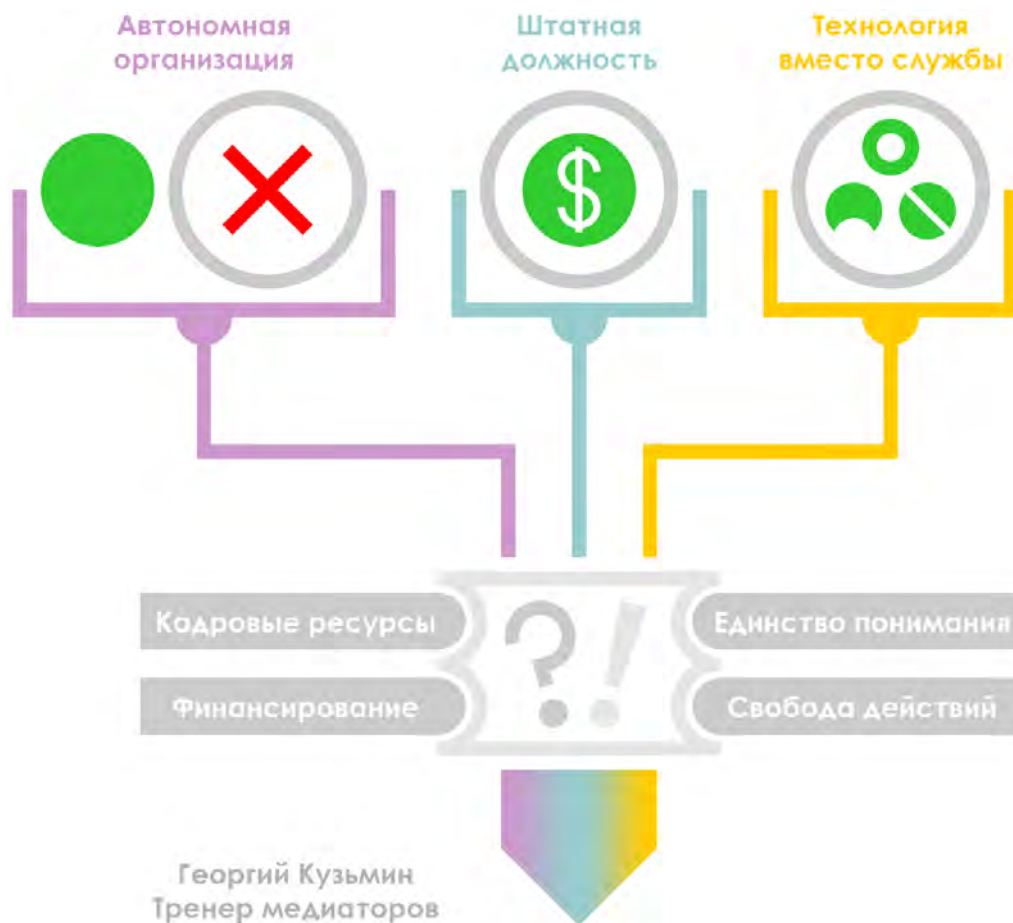 Автономная
организация
Штатная
должность
Технология
вместо службы
$
Кадровые ресурсы
Единство понимания
?!
Финансирование
Свобода действий
Георгий Кузьмин
Тренер медиаторов